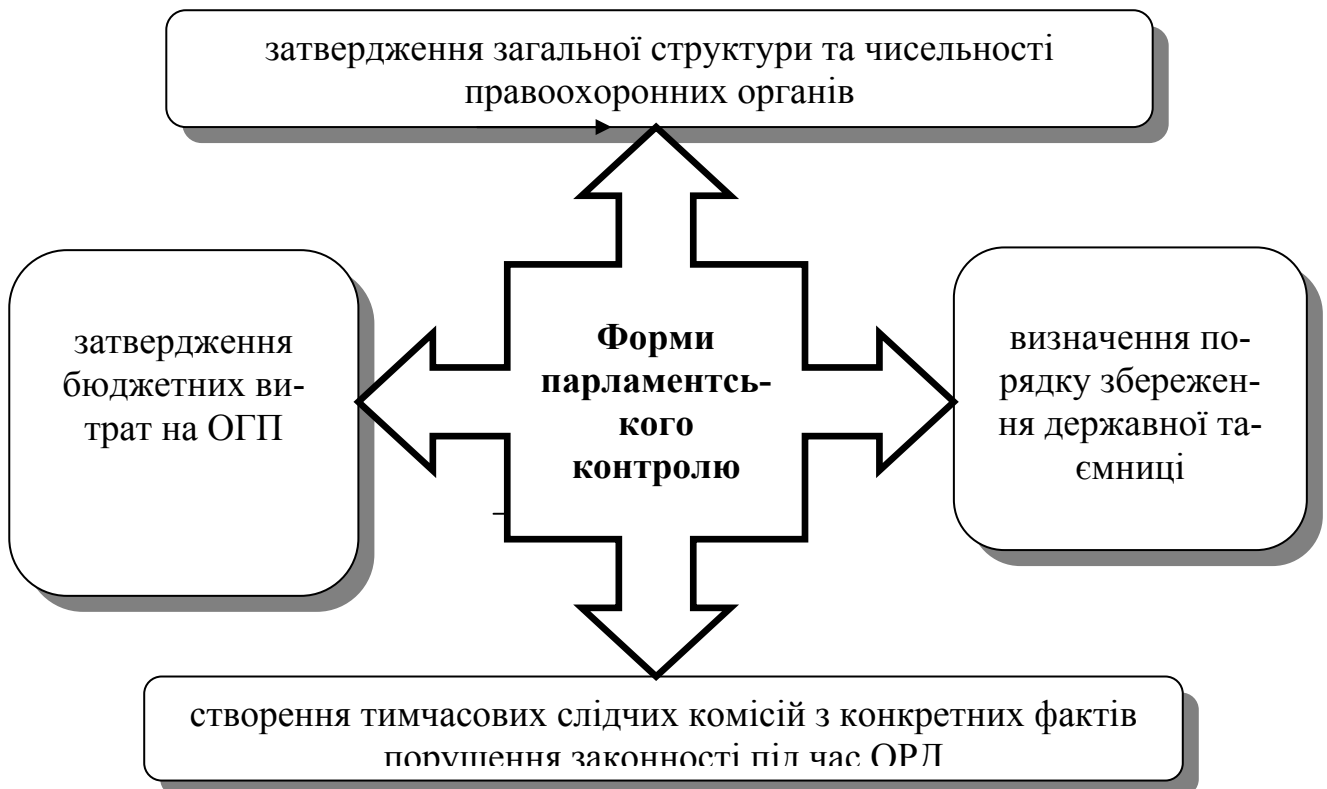 затвердження загальної структури та чисельності
правоохоронних органів
затвердження
бюджетних ви-
трат на ОГП
Форми
парламентсь-
кого
контролю
визначення по-
рядку збережен-
ня державної та-
ємниці
створення тимчасових слідчих комісій з конкретних фактів
порушення законності під час ОРД